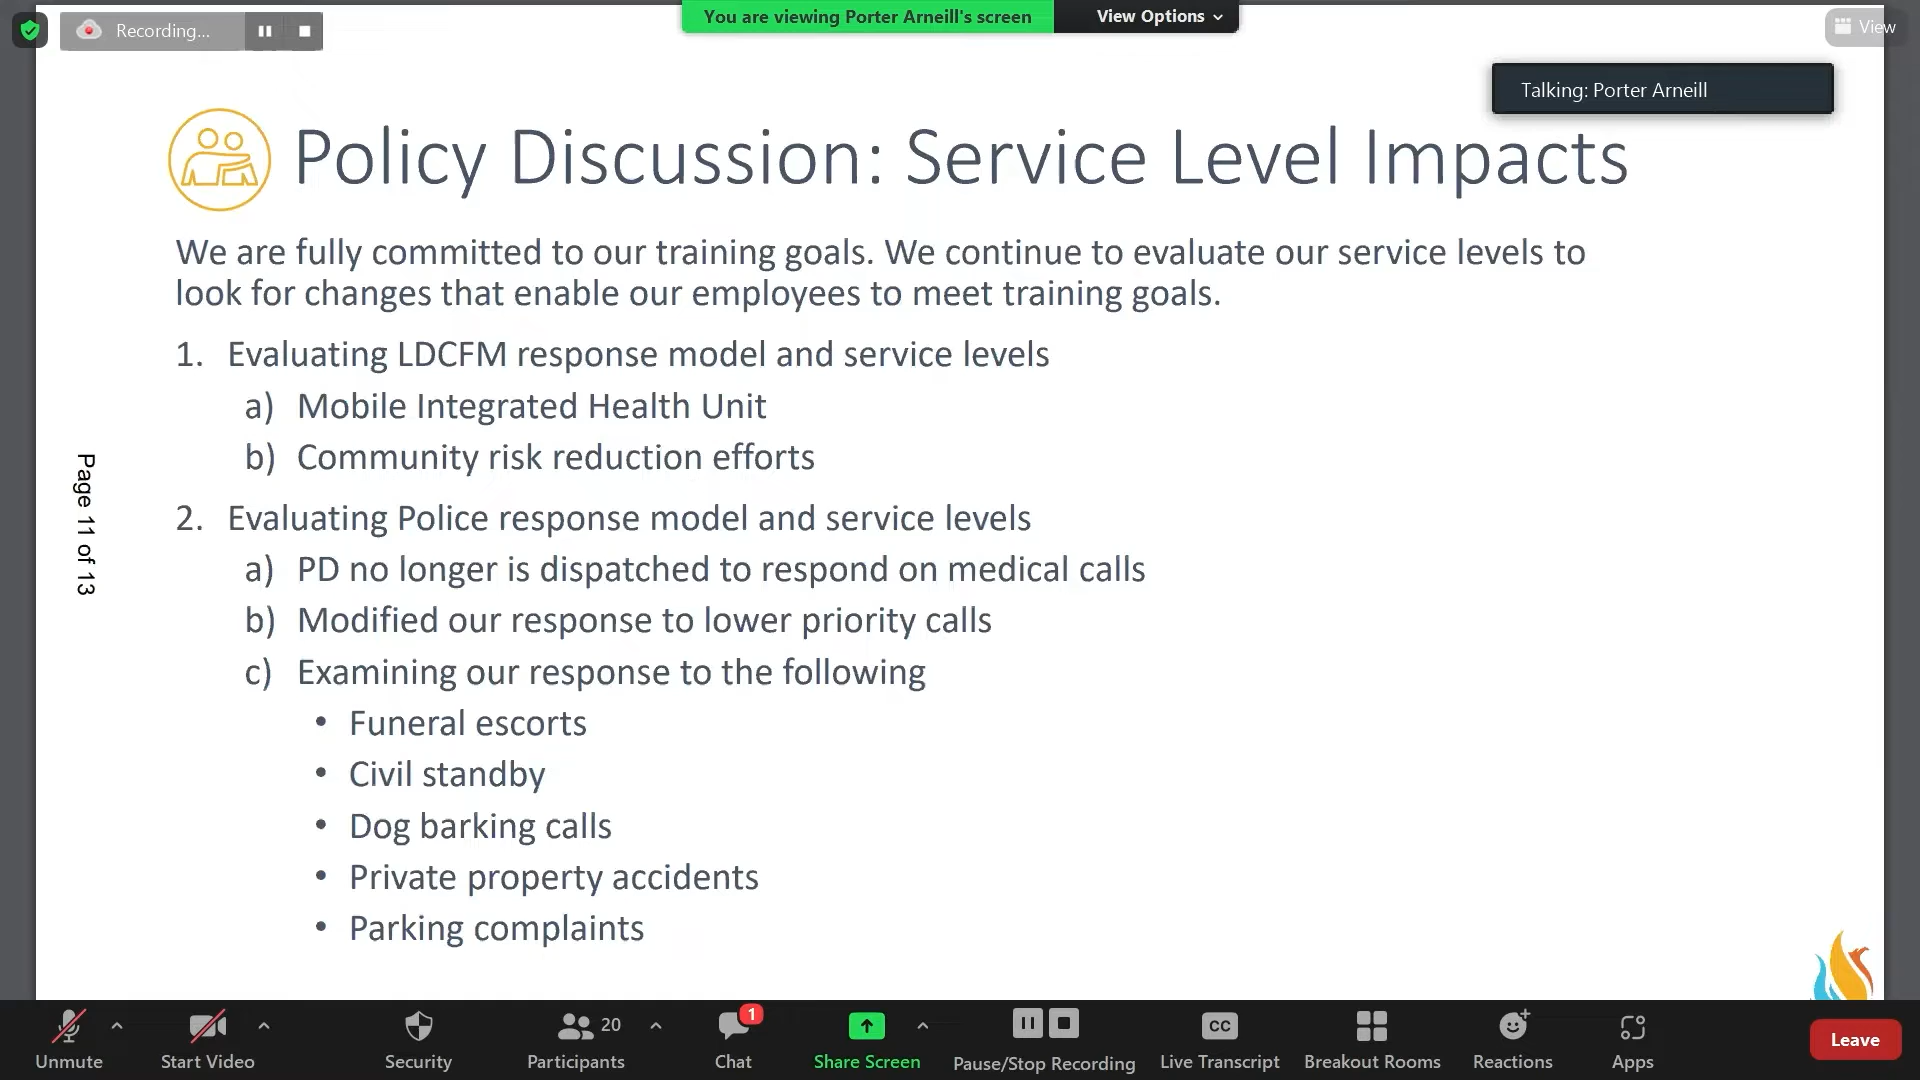 Recording...
You are viewing Porter Arneill's screen
View Options
View
Talking: Porter Arneill
Policy Discussion: Service Level Impacts
We are fully committed to our training goals. We continue to evaluate our service levels to
look for changes that enable our employees to meet training goals.
1. Evaluating LDCFM response model and service levels
a) Mobile Integrated Health Unit
b) Community risk reduction efforts
2. Evaluating Police response model and service levels
a) PD no longer is dispatched to respond on medical calls
b) Modified our response to lower priority calls
c) Examining our response to the following
• Funeral escorts
• Civil standby
• Dog barking calls
• Private property accidents
• Parking complaints
Page 11 of 13
20
1
CC
Unmute
Start Video
Security
Participants
Chat
Share Screen
Pause/Stop Recording
Live Transcript
Breakout Rooms
Reactions
Apps
Leave